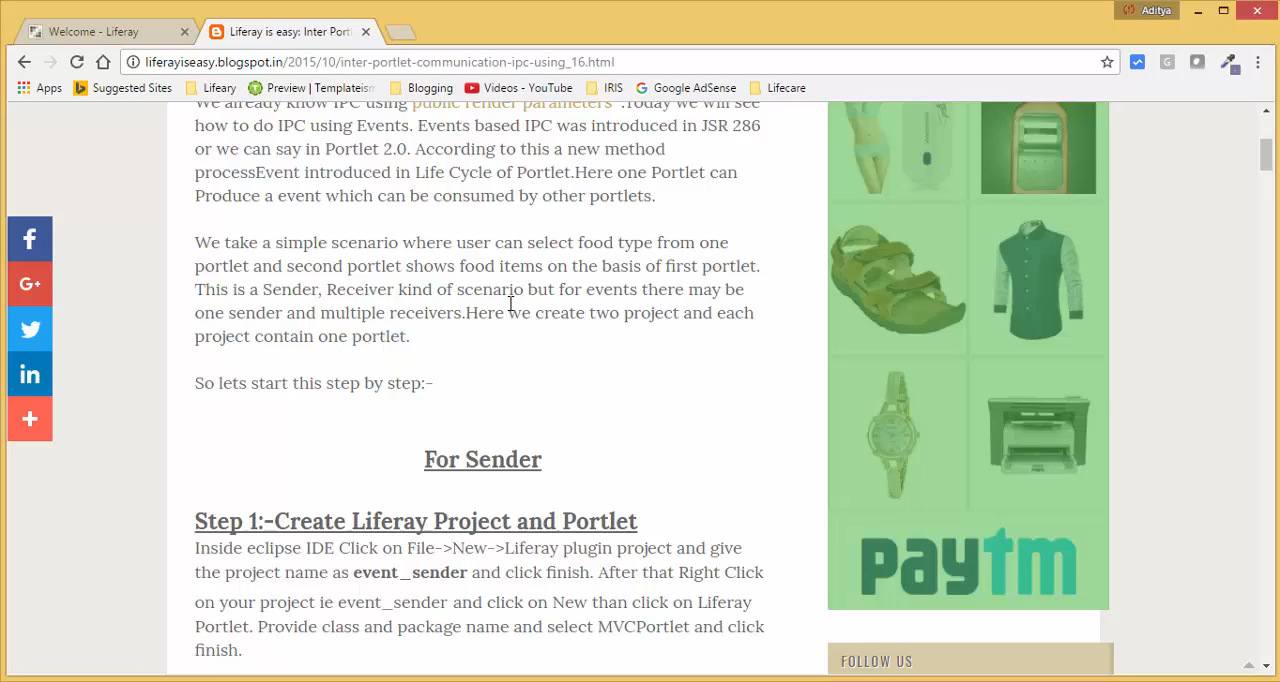 Aditya
Welcome - Liferay
Liferay is easy: Inter Port
liferayiseasy.blogspot.in/2015/10/inter-portlet-communication-ipc-using_16.html
Apps Suggested Sites Lifeary Preview | Templateism Blogging Videos - YouTube IRIS Google AdSense Lifecare
We already know IPC using public render parameters .Today we will see
how to do IPC using Events. Events based IPC was introduced in JSR 286
or we can say in Portlet 2.0. According to this a new method
processEvent introduced in Life Cycle of Portlet.Here one Portlet can
Produce a event which can be consumed by other portlets.
We take a simple scenario where user can select food type from one
portlet and second portlet shows food items on the basis of first portlet.
This is a Sender, Receiver kind of scenario but for events there may be
one sender and multiple receivers.Here we create two project and each
project contain one portlet.
So lets start this step by step:-
For Sender
Step 1:-Create Liferay Project and Portlet
Inside eclipse IDE Click on File->New->Liferay plugin project and give
the project name as event_sender and click finish. After that Right Click
on your project ie event_sender and click on New than click on Liferay
Portlet. Provide class and package name and select MVCPortlet and click
finish.
f
G+
in
+
paytm
FOLLOW US